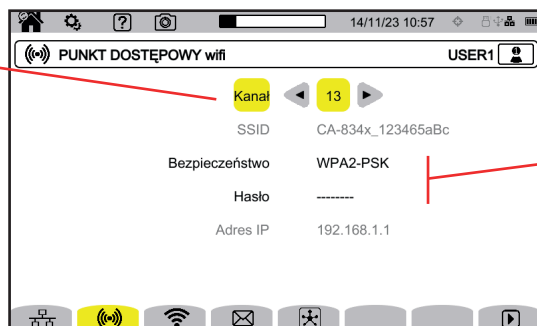 14/11/23 10:57
PUNKT DOSTĘPOWY wifi USER1
Kanał 13
SSID CA-834x_123465aBc
Bezpieczeństwo WPA2-PSK
Hasło --------
Adres IP 192.168.1.1